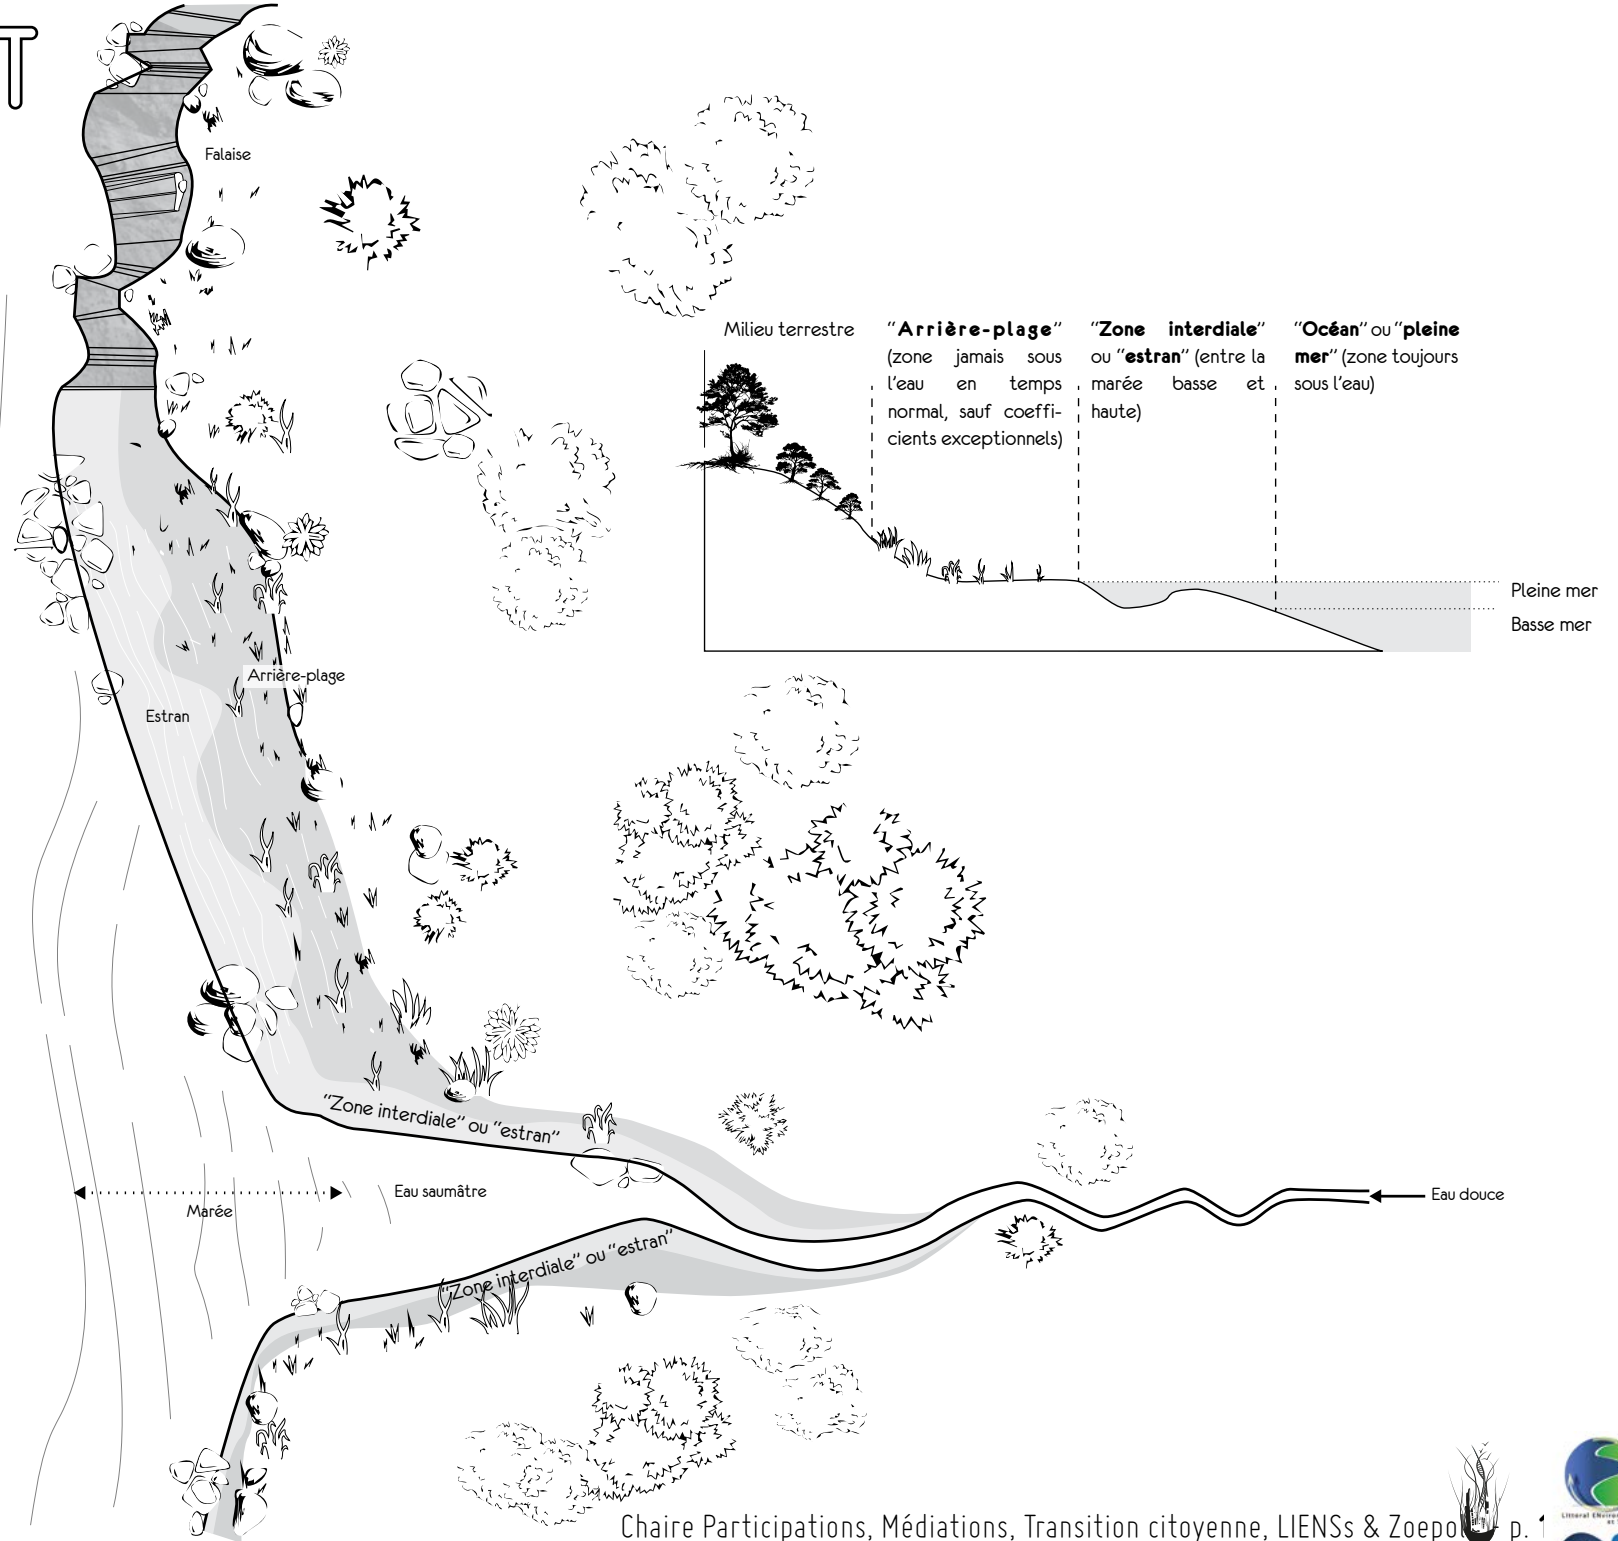 T
Falaise
Milieu terrestre
"Arrière-plage"
(zone jamais sous
l'eau en temps
normal, sauf coeffi-
cients exceptionnels)
"Zone interdiale"
ou "estran" (entre la
marée basse et
haute)
"Océan" ou "pleine
mer" (zone toujours
sous l'eau)
Pleine mer
Basse mer
Arrière-plage
Estran
"Zone interdiale" ou "estran"
Eau saumâtre
Marée
Eau douce
"Zone interdiale" ou "estran"
Chaire Participations, Médiations, Transition citoyenne, LIENSs & p.